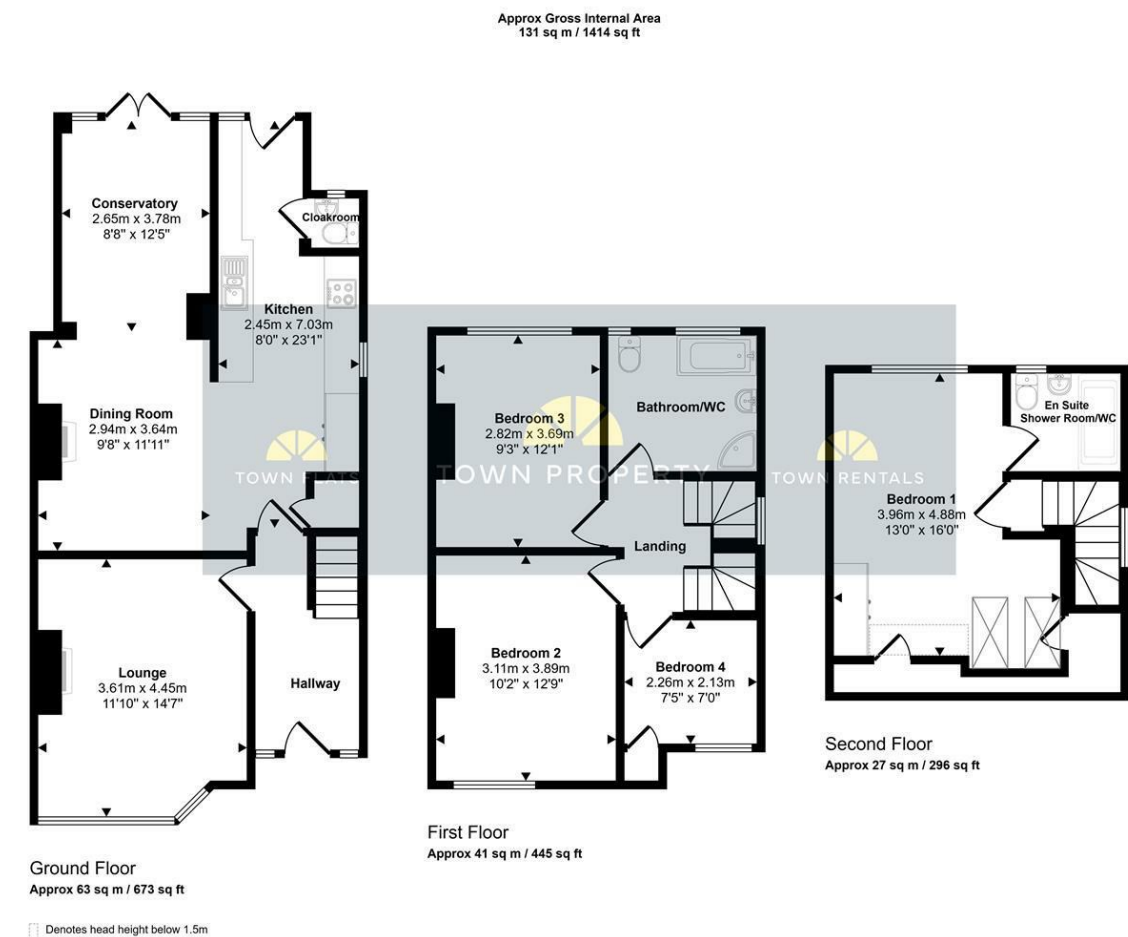 Approx Gross Internal Area
131 sq m / 1414 sq ft
Conservatory
2.65m x 3.78m
8'8" x 12'5"
Cloakroom
Kitchen
2.45m x 7.03m
8'0" x 23'1"
Dining Room
2.94m x 3.64m
9'8" x 11'11"
Lounge
3.61m x 4.45m
11'10" x 14'7"
Hallway
Ground Floor
Approx 63 sq m / 673 sq ft
Denotes head height below 1.5m
Bedroom 3
2.82m x 3.69m
9'3" x 12'1"
Bathroom/WC
Landing
Bedroom 2
3.11m x 3.89m
10'2" x 12'9"
Bedroom 4
2.26m x 2.13m
7'5" x 7'0"
First Floor
Approx 41 sq m / 445 sq ft
En Suite
Shower Room/WC
Bedroom 1
3.96m x 4.88m
13'0" x 16'0"
Second Floor
Approx 27 sq m / 296 sq ft
TOWN FLATS
TOWN PROPERTY
TOWN RENTALS